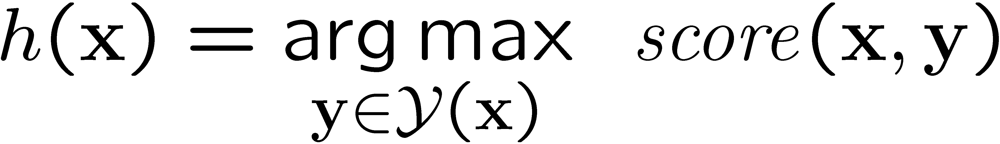 h(x) = arg max score(x, y)
y∈𝒴(x)